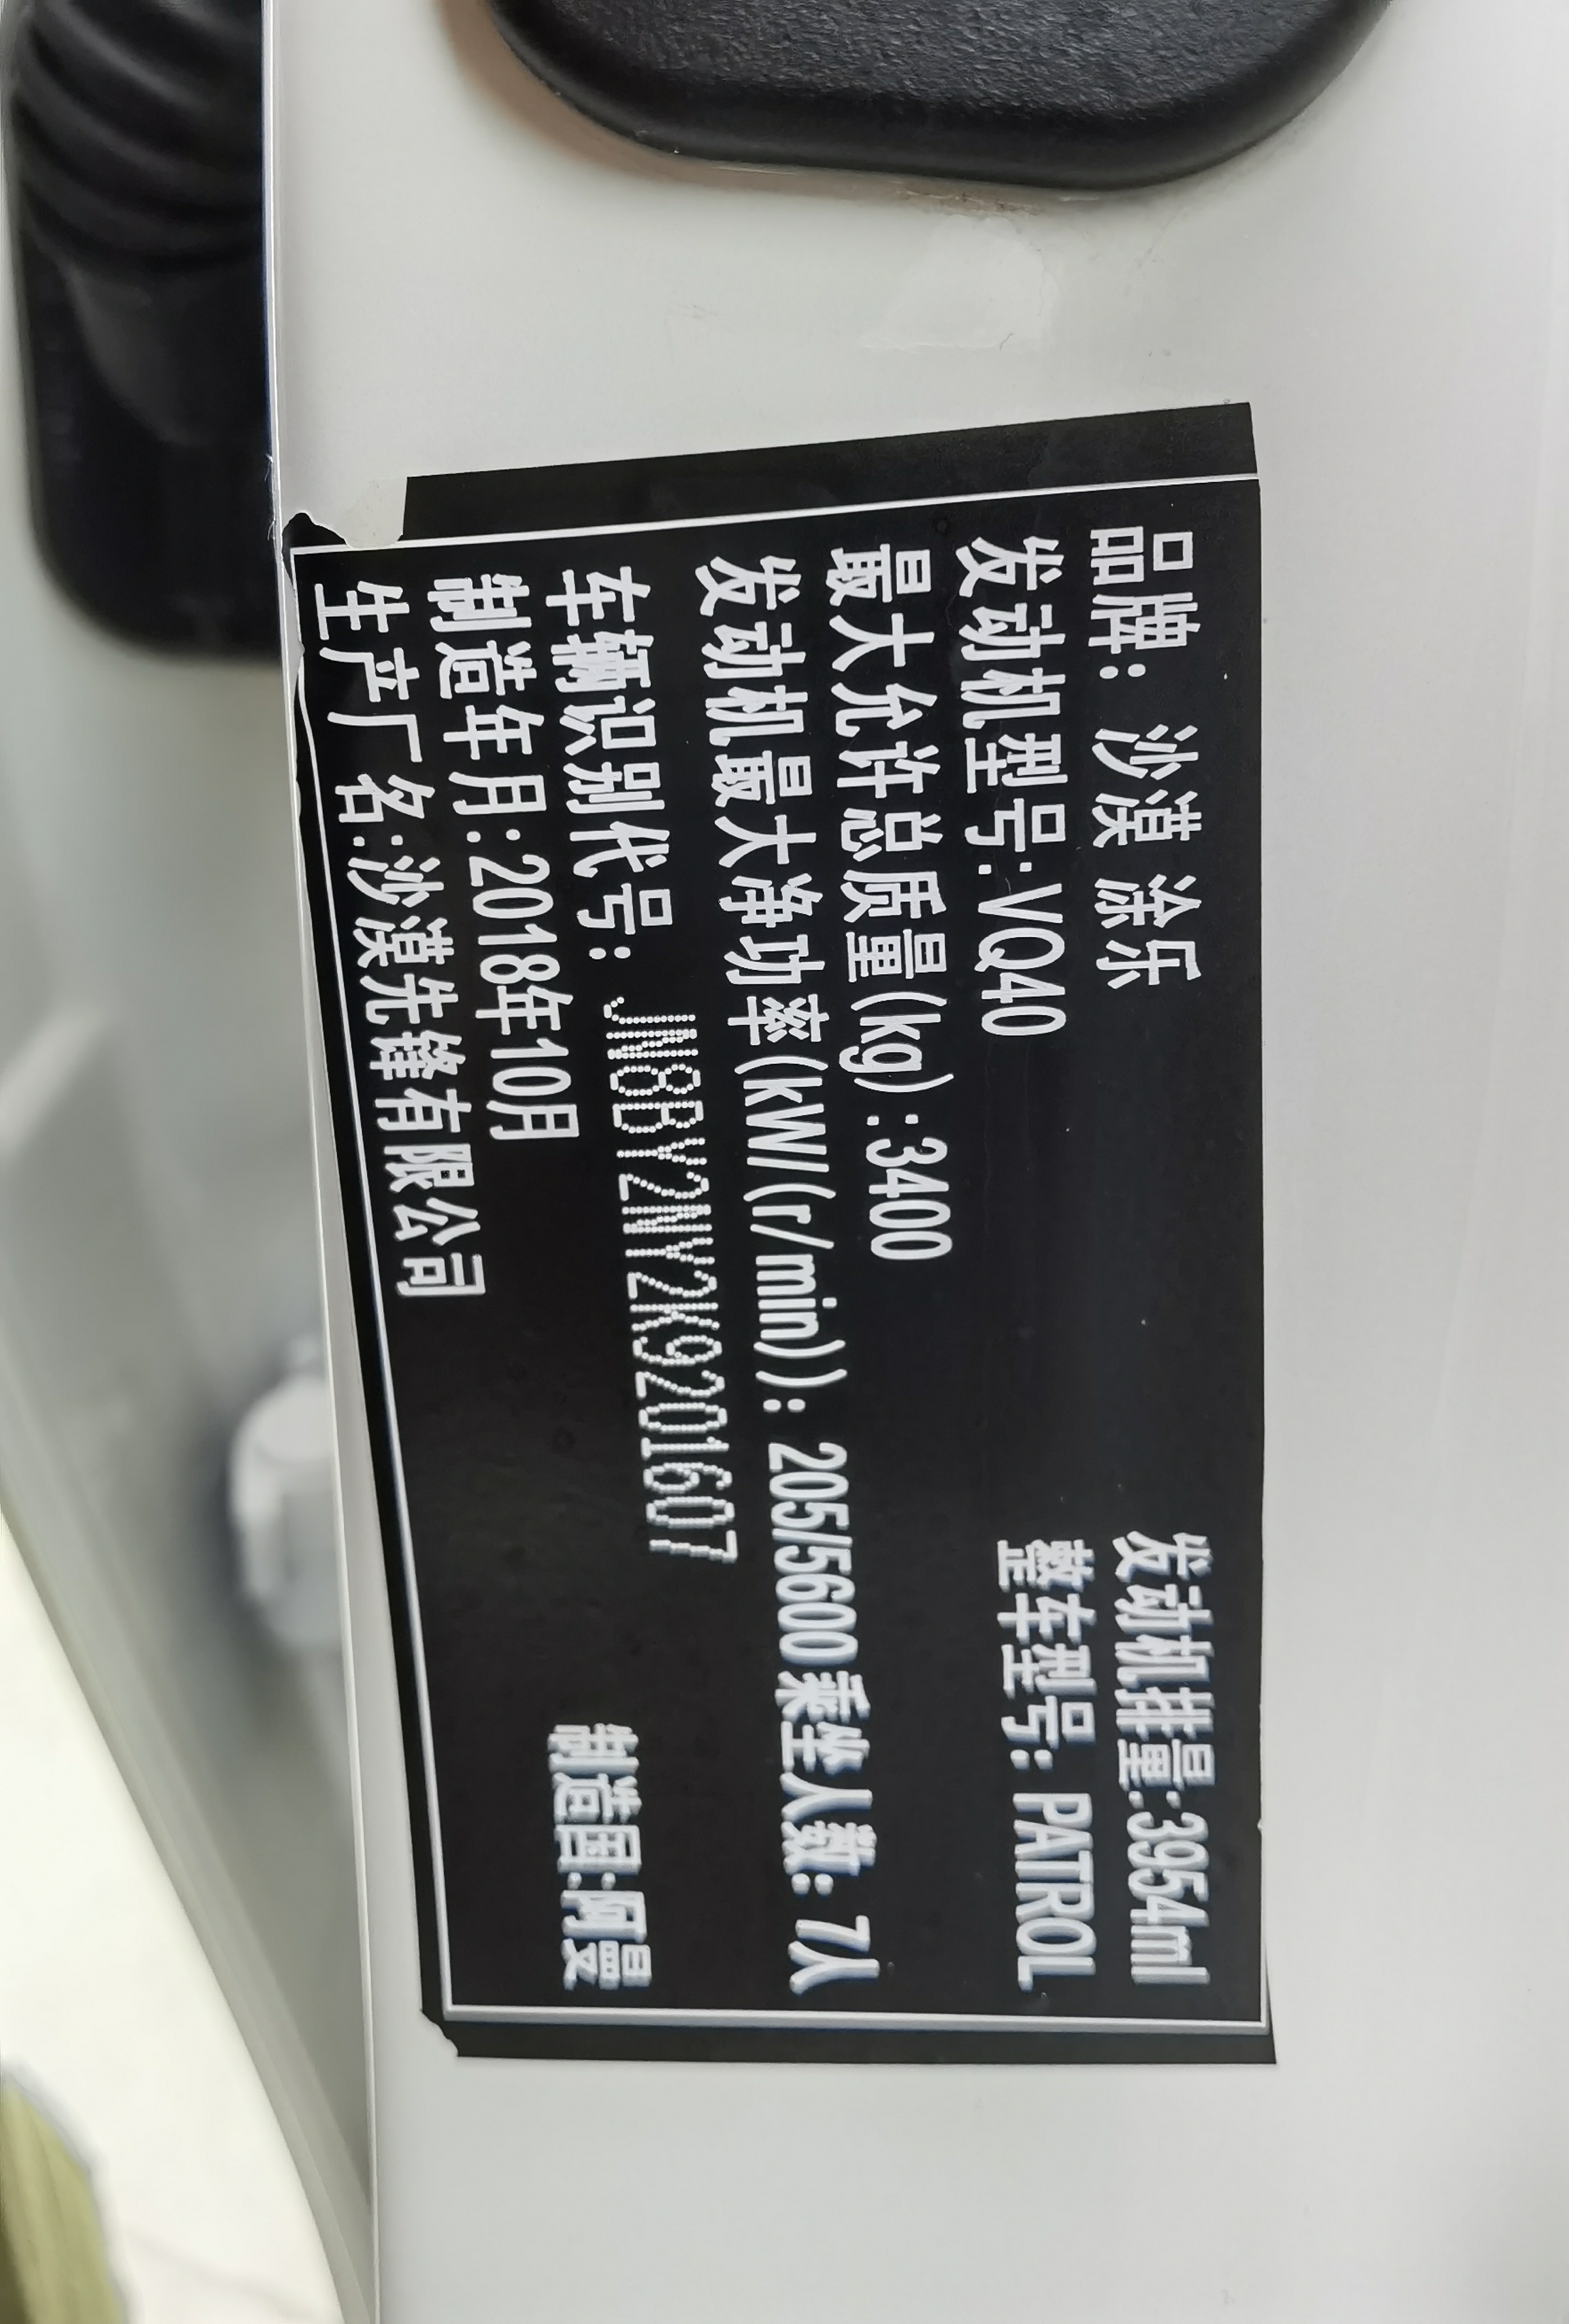 品牌： 沙漠 涂乐 发动机排量:3954ml
发动机型号:VQ40 整车型号：PATROL
最大允许总质量(kg):3400
发动机最大净功率(kW/(r/min))：205/5600 乘坐人数：7人
车辆识别代号：JN8BY2NY2K9201607
制造年月:2018年10月 制造国:阿曼
生产厂名:沙漠先锋有限公司